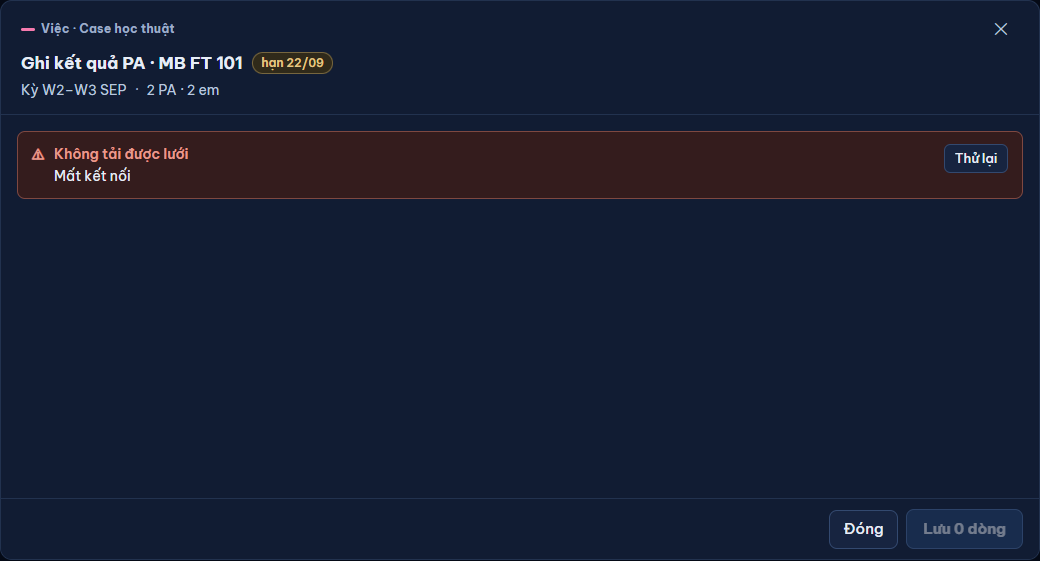 Việc · Case học thuật
Ghi kết quả PA · MB FT 101 hạn 22/09
Kỳ W2–W3 SEP · 2 PA · 2 em
Không tải được lưới
Mất kết nối
Thử lại
Đóng
Lưu 0 dòng